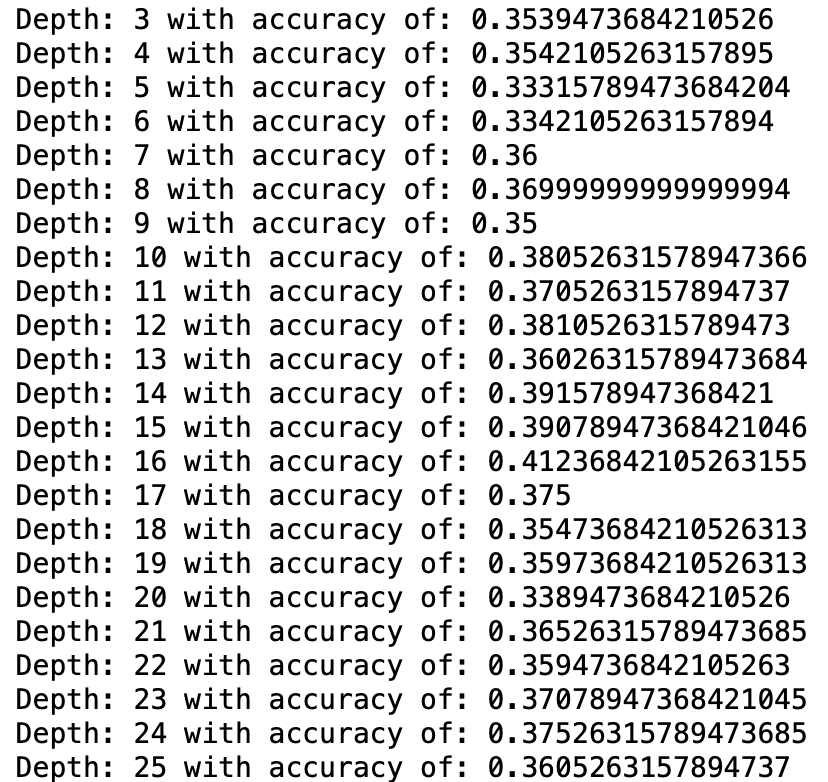 Depth: 3 with accuracy of: 0.3539473684210526
Depth: 4 with accuracy of: 0.3542105263157895
Depth: 5 with accuracy of: 0.33315789473684204
Depth: 6 with accuracy of: 0.3342105263157894
Depth: 7 with accuracy of: 0.36
Depth: 8 with accuracy of: 0.36999999999999994
Depth: 9 with accuracy of: 0.35
Depth: 10 with accuracy of: 0.38052631578947366
Depth: 11 with accuracy of: 0.3705263157894737
Depth: 12 with accuracy of: 0.3810526315789473
Depth: 13 with accuracy of: 0.36026315789473684
Depth: 14 with accuracy of: 0.391578947368421
Depth: 15 with accuracy of: 0.39078947368421046
Depth: 16 with accuracy of: 0.41236842105263155
Depth: 17 with accuracy of: 0.375
Depth: 18 with accuracy of: 0.35473684210526313
Depth: 19 with accuracy of: 0.35973684210526313
Depth: 20 with accuracy of: 0.3389473684210526
Depth: 21 with accuracy of: 0.36526315789473685
Depth: 22 with accuracy of: 0.3594736842105263
Depth: 23 with accuracy of: 0.37078947368421045
Depth: 24 with accuracy of: 0.37526315789473685
Depth: 25 with accuracy of: 0.3605263157894737